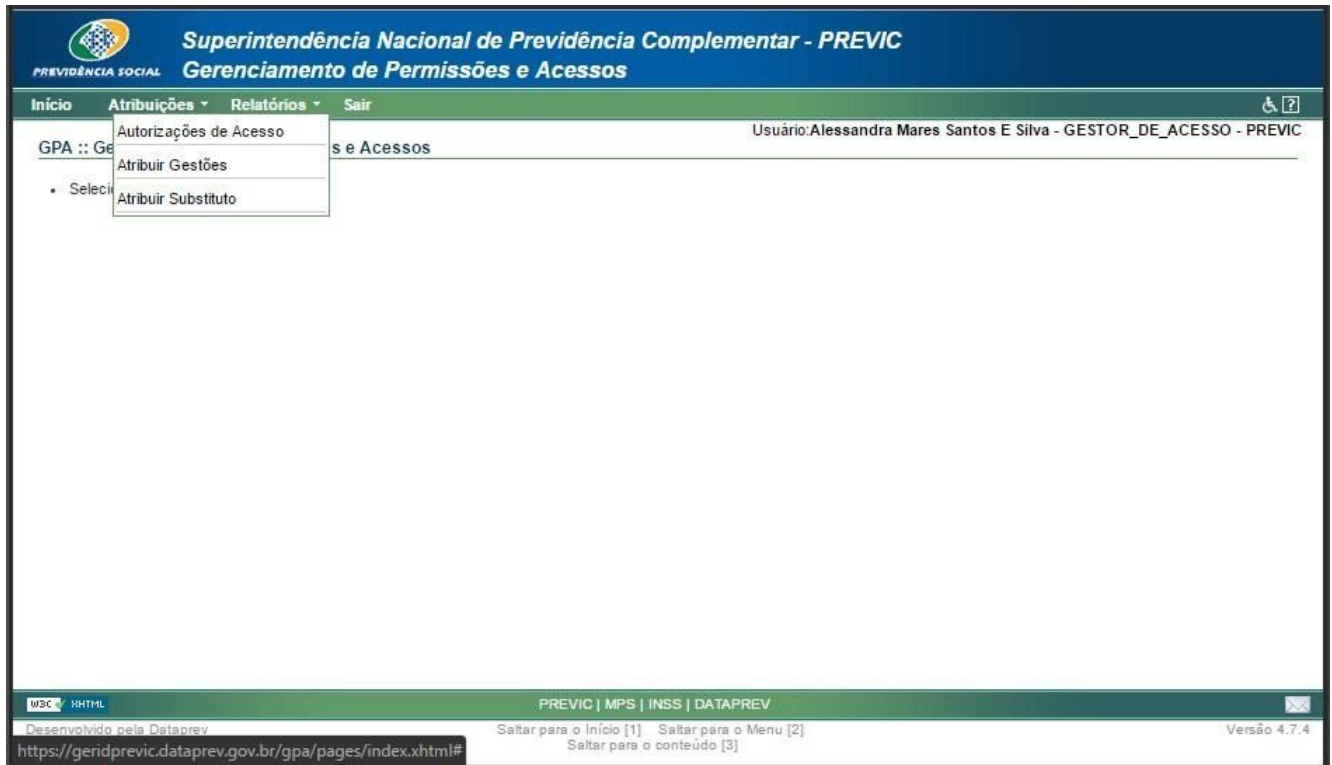 Superintendência Nacional de Previdência Complementar - PREVIC
PREVIDÊNCIA SOCIAL Gerenciamento de Permissões e Acessos
Início Atribuições Relatórios Sair ?
Usuário:Alessandra Mares Santos E Silva - GESTOR_DE_ACESSO - PREVIC
Autorizações de Acesso
GPA :: Ge s e Acessos
Atribuir Gestões
• Seleci
Atribuir Substituto
W3C XHTML PREVIC | MPS | INSS | DATAPREV
Desenvolvido pela Dataprev Saltar para o Início [1] Saltar para o Menu [2] Versão 4.7.4
Saltar para o conteúdo [3]
https://geridprevic.dataprev.gov.br/gpa/pages/index.xhtml#